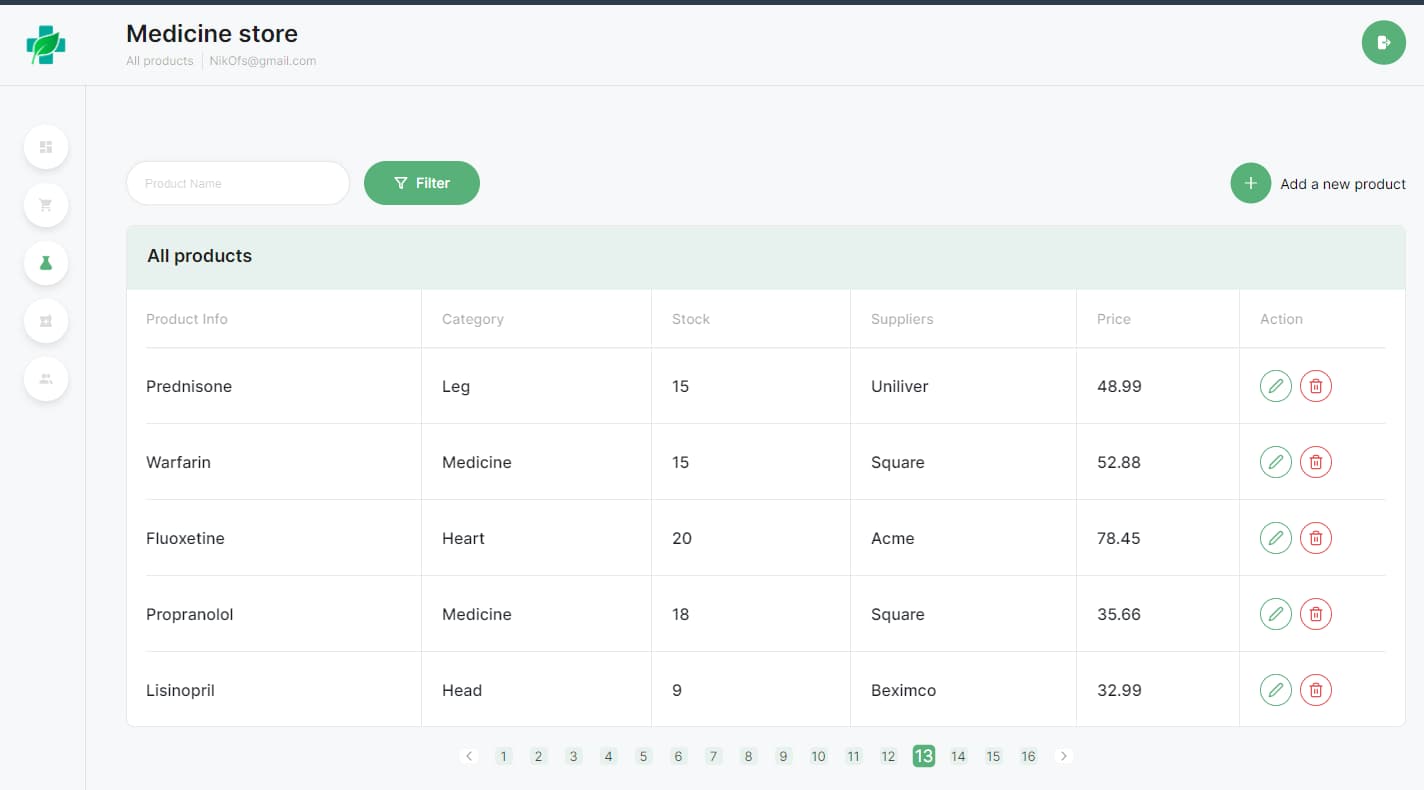 Medicine store
All products | NikOfs@gmail.com
Product Name
Filter
Add a new product
All products
Product Info Category Stock Suppliers Price Action
Prednisone Leg 15 Uniliver 48.99
Warfarin Medicine 15 Square 52.88
Fluoxetine Heart 20 Acme 78.45
Propranolol Medicine 18 Square 35.66
Lisinopril Head 9 Beximco 32.99
1 2 3 4 5 6 7 8 9 10 11 12 13 14 15 16